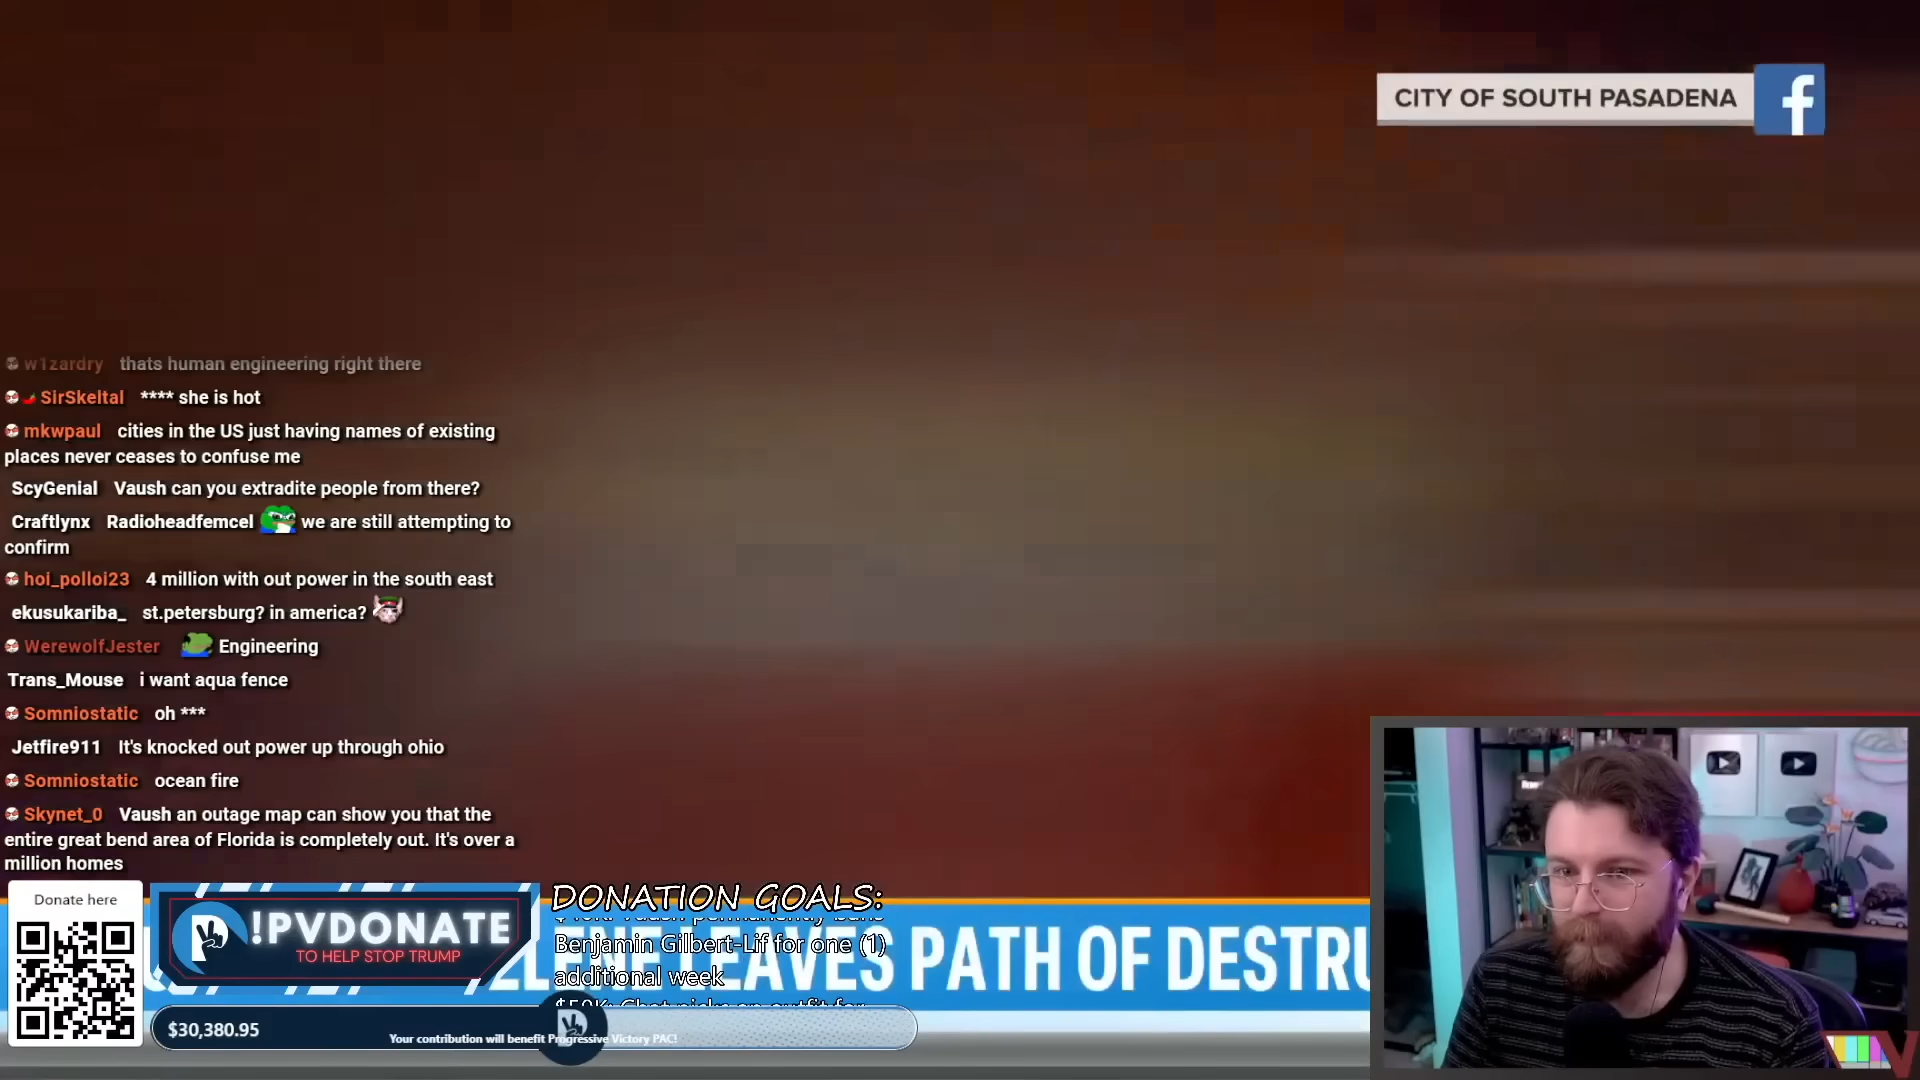 CITY OF SOUTH PASADENA
w1zardry thats human engineering right there
SirSkeltal **** she is hot
mkwpaul cities in the US just having names of existing
places never ceases to confuse me
ScyGenial Vaush can you extradite people from there?
Craftlynx Radioheadfemcel we are still attempting to
confirm
hoi_polloi23 4 million with out power in the south east
ekusukariba_ st.petersburg? in america?
WerewolfJester Engineering
Trans_Mouse i want aqua fence
Somniostatic oh ***
Jetfire911 It's knocked out power up through ohio
Somniostatic ocean fire
Skynet_0 Vaush an outage map can show you that the
entire great bend area of Florida is completely out. It's over a
million homes
Donate here
!PVDONATE
TO HELP STOP TRUMP
DONATION GOALS:
Benjamin Gilbert-Lif for one (1)
additional week
LEAVES PATH OF DESTRU
$30,380.95
Your contribution will benefit Progressive Victory PAC!